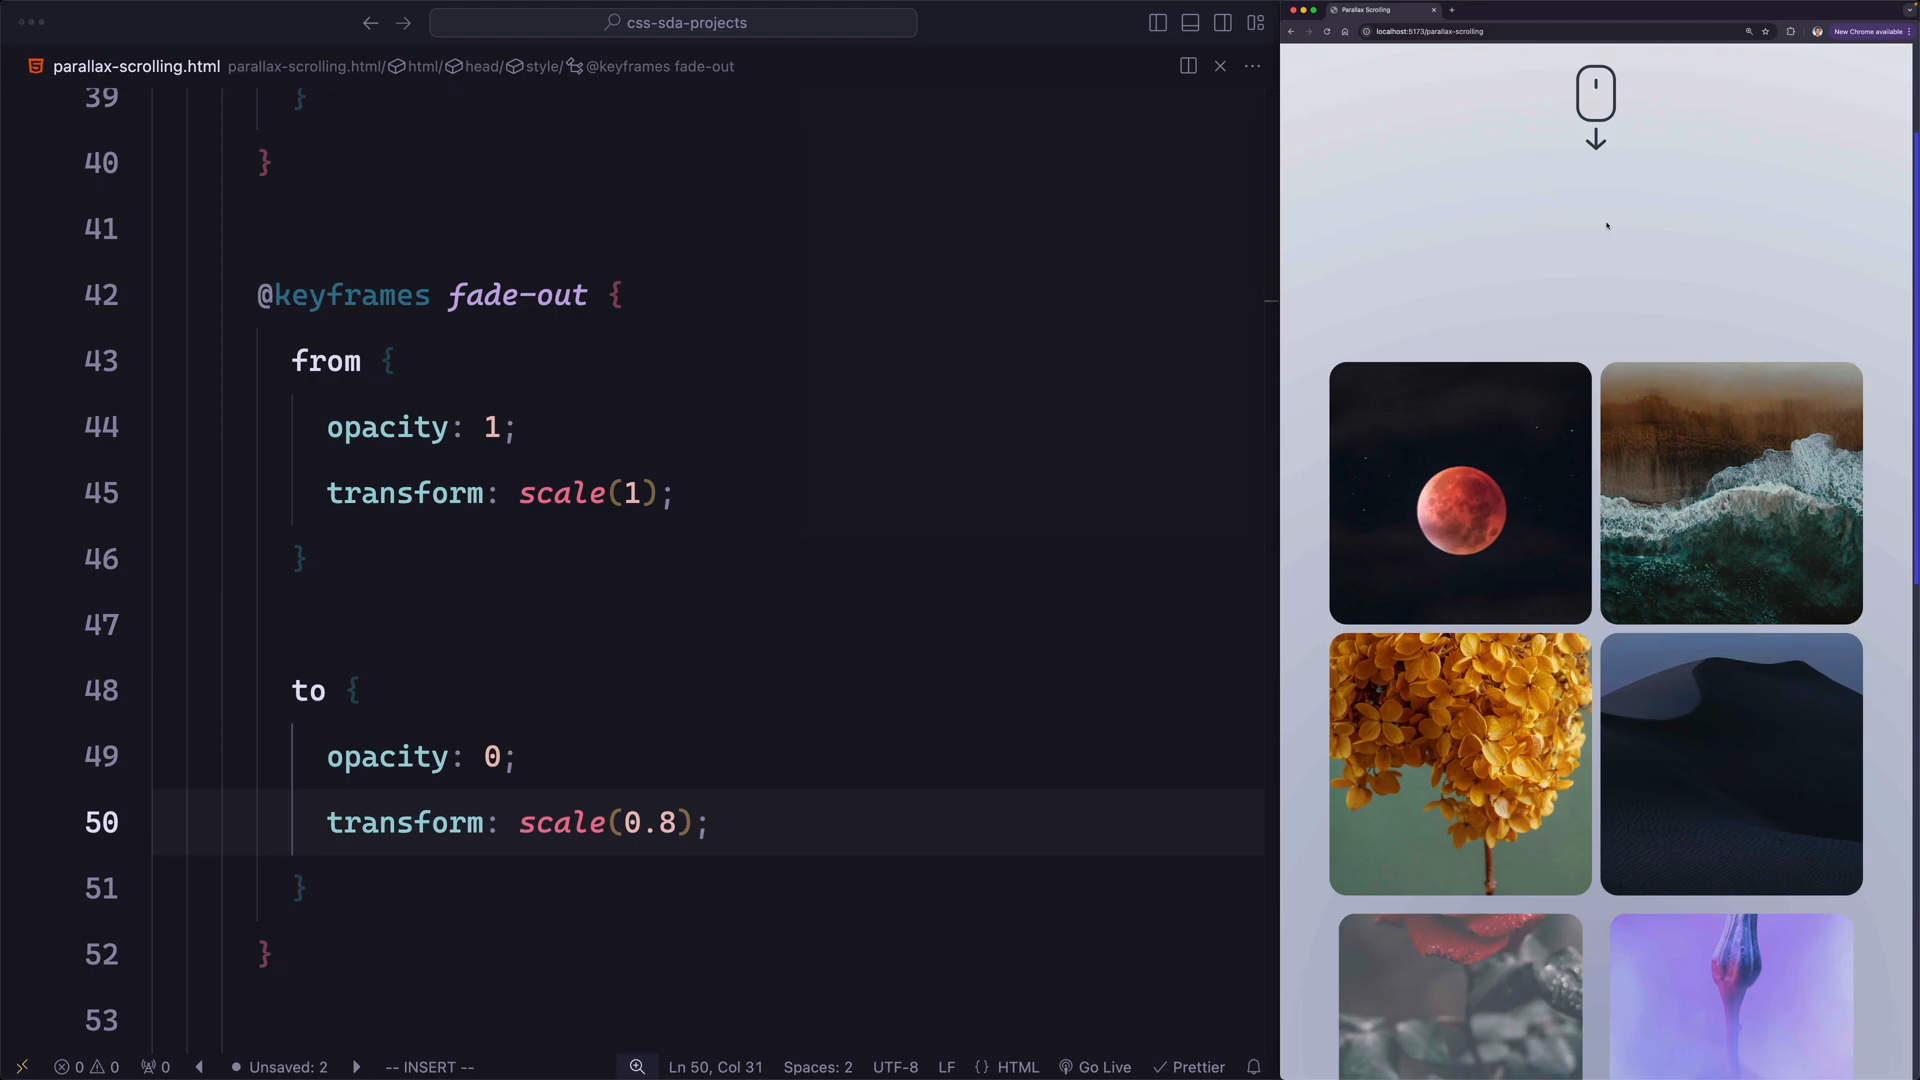 css-sda-projects
parallax-scrolling.html parallax-scrolling.html/ html/ head/ style/ @keyframes fade-out
39 }
40 }
41
42 @keyframes fade-out {
43 from {
44 opacity: 1;
45 transform: scale(1);
46 }
47
48 to {
49 opacity: 0;
50 transform: scale(0.8);
51 }
52 }
53
0 0 0 Unsaved: 2 -- INSERT -- Ln 50, Col 31 Spaces: 2 UTF-8 LF {} HTML Go Live Prettier
Parallax Scrolling
localhost:5173/parallax-scrolling New Chrome available